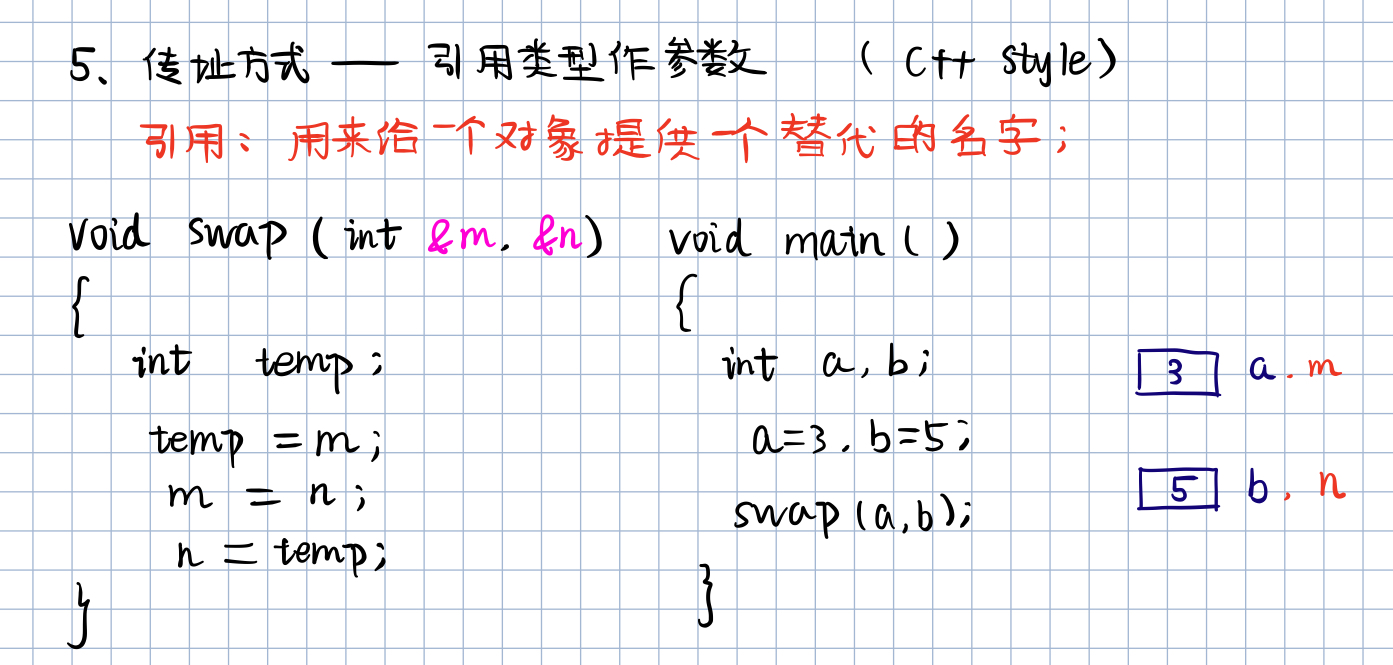 5、传址方式 —— 引用类型作参数 (C++ style)
引用：用来给一个对象提供一个替代的名字；
void swap (int &m, &n)
{
int temp;
temp = m;
m = n;
n = temp;
}
void main ( )
{
int a, b;
a=3, b=5;
swap (a,b);
}
3 a, m
5 b, n